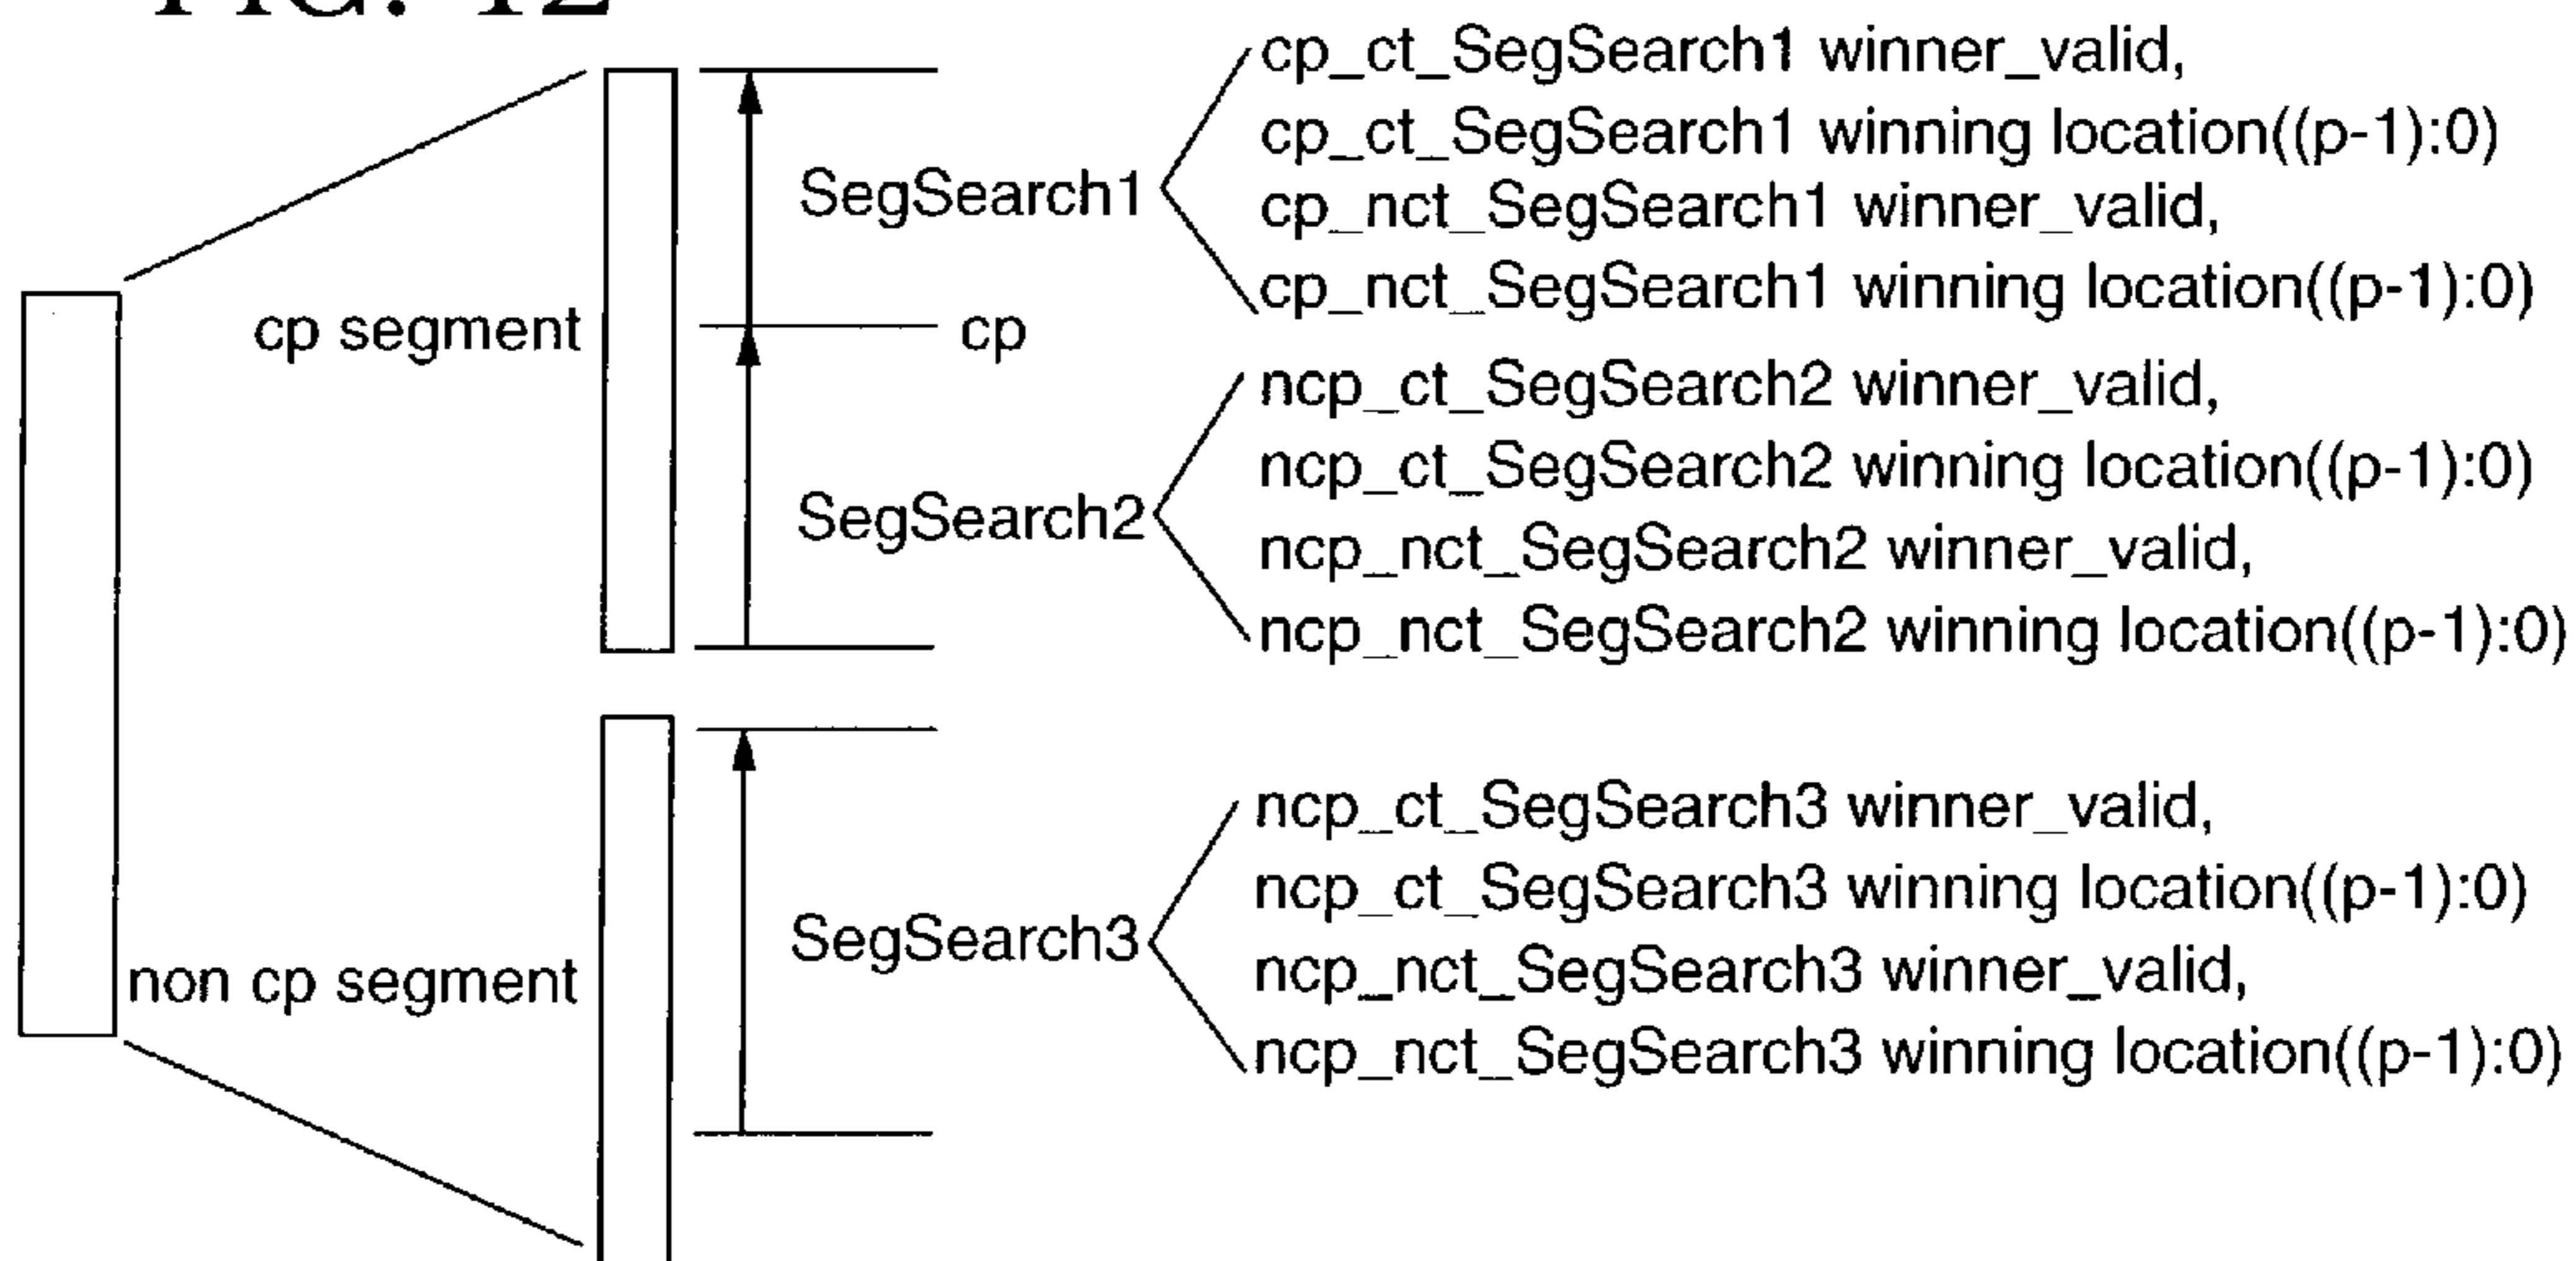 FIG. 12
cp_ct_SegSearch1 winner_valid,
cp_ct_SegSearch1 winning location((p-1):0)
SegSearch1
cp_nct_SegSearch1 winner_valid,
cp_nct_SegSearch1 winning location((p-1):0)
cp segment
cp
ncp_ct_SegSearch2 winner_valid,
ncp_ct_SegSearch2 winning location((p-1):0)
SegSearch2
ncp_nct_SegSearch2 winner_valid,
ncp_nct_SegSearch2 winning location((p-1):0)
ncp_ct_SegSearch3 winner_valid,
ncp_ct_SegSearch3 winning location((p-1):0)
SegSearch3
non cp segment
ncp_nct_SegSearch3 winner_valid,
ncp_nct_SegSearch3 winning location((p-1):0)